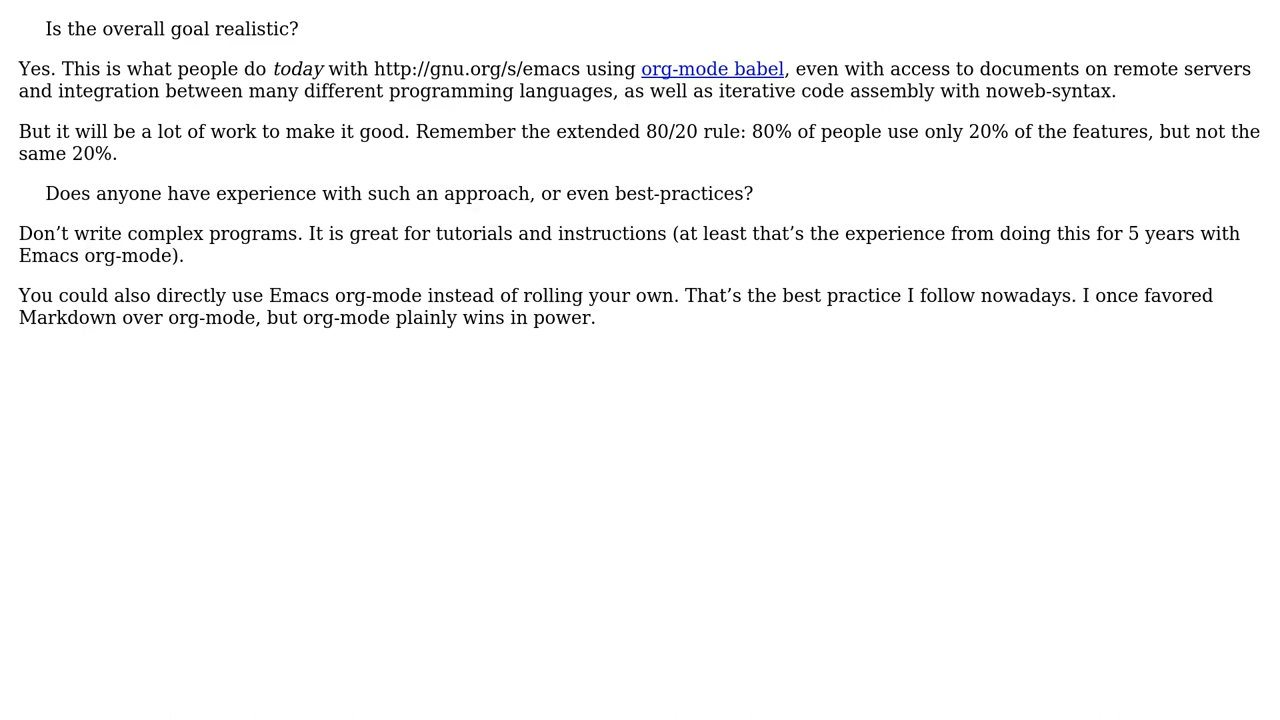 Is the overall goal realistic?
Yes. This is what people do today with http://gnu.org/s/emacs using org-mode babel, even with access to documents on remote servers
and integration between many different programming languages, as well as iterative code assembly with noweb-syntax.
But it will be a lot of work to make it good. Remember the extended 80/20 rule: 80% of people use only 20% of the features, but not the
same 20%.
Does anyone have experience with such an approach, or even best-practices?
Don’t write complex programs. It is great for tutorials and instructions (at least that’s the experience from doing this for 5 years with
Emacs org-mode).
You could also directly use Emacs org-mode instead of rolling your own. That’s the best practice I follow nowadays. I once favored
Markdown over org-mode, but org-mode plainly wins in power.